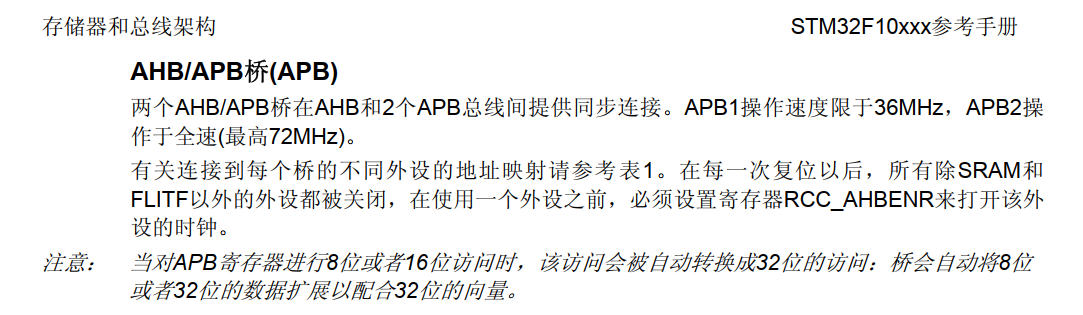 存储器和总线架构 STM32F10xxx参考手册
AHB/APB桥(APB)
两个AHB/APB桥在AHB和2个APB总线间提供同步连接。APB1操作速度限于36MHz，APB2操
作于全速(最高72MHz)。
有关连接到每个桥的不同外设的地址映射请参考表1。在每一次复位以后，所有除SRAM和
FLITF以外的外设都被关闭，在使用一个外设之前，必须设置寄存器RCC_AHBENR来打开该外
设的时钟。
注意： 当对APB寄存器进行8位或者16位访问时，该访问会被自动转换成32位的访问：桥会自动将8位
或者32位的数据扩展以配合32位的向量。